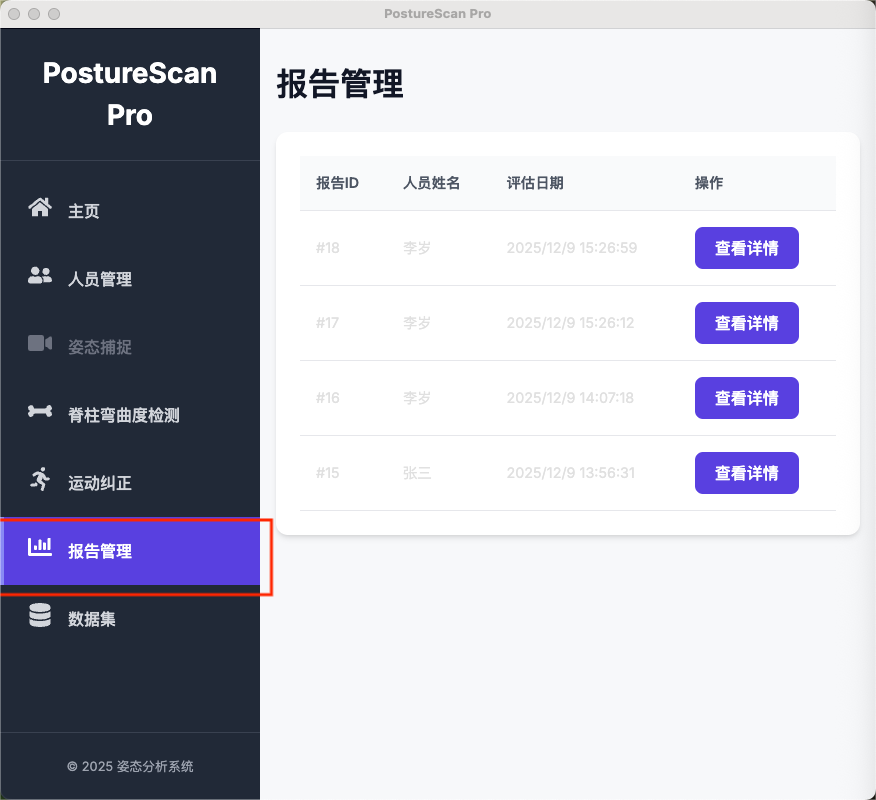 PostureScan Pro
PostureScan
Pro
主页
人员管理
姿态捕捉
脊柱弯曲度检测
运动纠正
报告管理
数据集
© 2025 姿态分析系统
报告管理
报告ID 人员姓名 评估日期 操作
#18 李岁 2025/12/9 15:26:59 查看详情
#17 李岁 2025/12/9 15:26:12 查看详情
#16 李岁 2025/12/9 14:07:18 查看详情
#15 张三 2025/12/9 13:56:31 查看详情